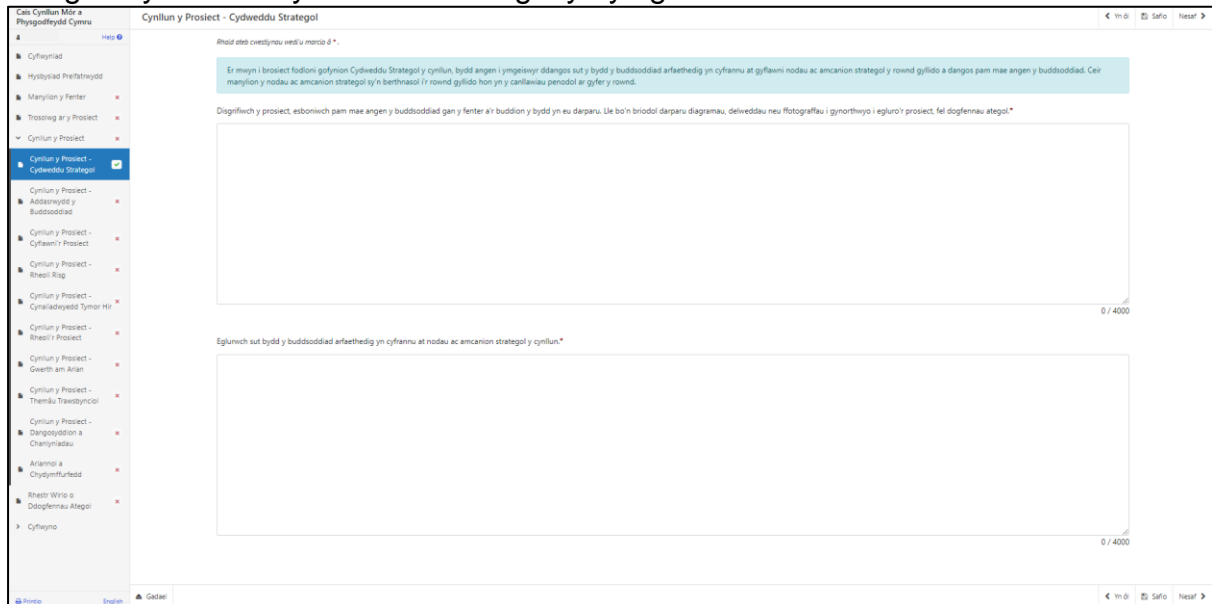 Cais Cynllun Môr a
Physgodfeydd Cymru
Help
Cyflwyniad
Hysbysiad Preifatrwydd
Manylion y Fenter
Trosolwg ar y Prosiect
Cynllun y Prosiect
Cynllun y Prosiect -
Cydweddu Strategol
Cynllun y Prosiect -
Addasrwydd y
Buddsoddiad
Cynllun y Prosiect -
Cyflawni'r Prosiect
Cynllun y Prosiect -
Rheoli Risg
Cynllun y Prosiect -
Cynaliadwyedd Tymor Hir
Cynllun y Prosiect -
Rheoli'r Prosiect
Cynllun y Prosiect -
Gwerth am Arian
Cynllun y Prosiect -
Themâu Trawsbynciol
Cynllun y Prosiect -
Dangosyddion a
Chanlyniadau
Ariannol a
Chydymffurfedd
Rhestr Wirio o
Ddogfennau Ategol
Cyflwyno
Printio English
Cynllun y Prosiect - Cydweddu Strategol
Yn ôl Safio Nesaf
Rhaid ateb cwestiynau wedi'u marcio â * .
Er mwyn i brosiect fodloni gofynion Cydweddu Strategol y cynllun, bydd angen i ymgeiswyr ddangos sut y bydd y buddsoddiad arfaethedig yn cyfrannu at gyflawni nodau ac amcanion strategol y rownd gyllido a dangos pam mae angen y buddsoddiad. Ceir
manylion y nodau ac amcanion strategol sy'n berthnasol i'r rownd gyllido hon yn y canllawiau penodol ar gyfer y rownd.
Disgrifiwch y prosiect, esboniwch pam mae angen y buddsoddiad gan y fenter a'r buddion y bydd yn eu darparu. Lle bo'n briodol darparu diagramau, delweddau neu ffotograffau i gynorthwyo i egluro'r prosiect, fel dogfennau ategol.*
0 / 4000
Eglurwch sut bydd y buddsoddiad arfaethedig yn cyfrannu at nodau ac amcanion strategol y cynllun.*
0 / 4000
Gadael
Yn ôl Safio Nesaf